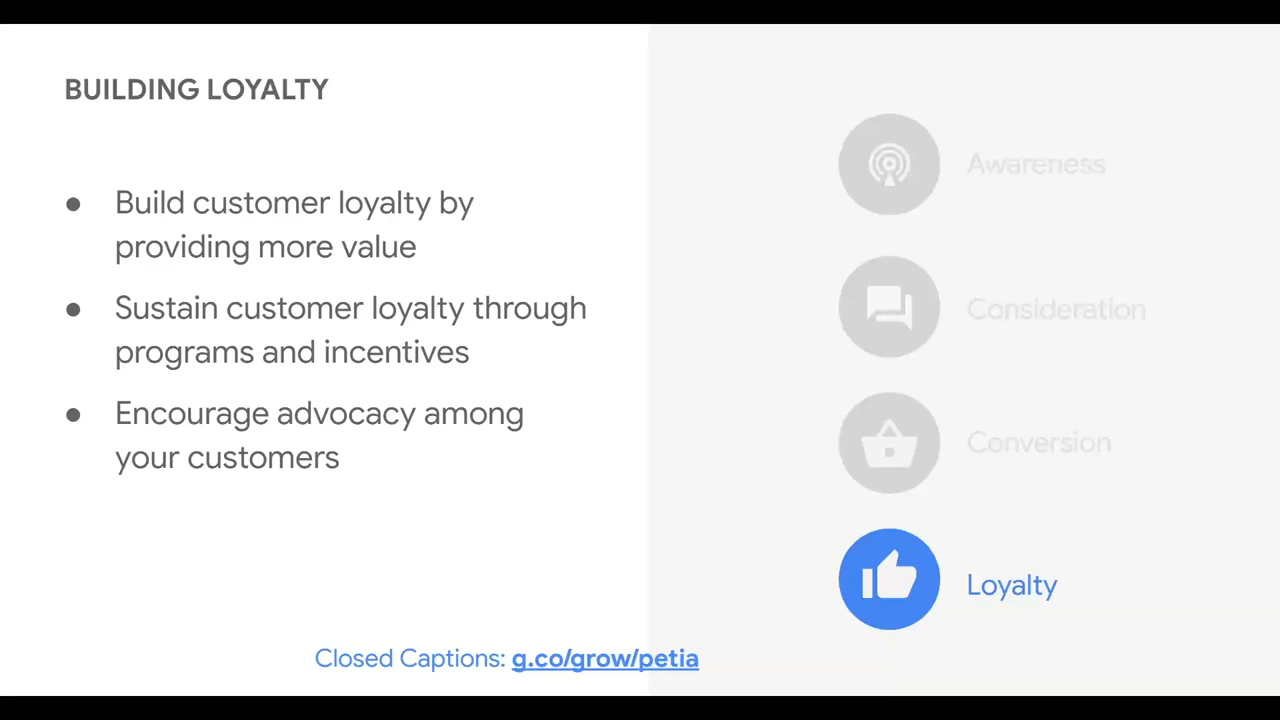 BUILDING LOYALTY
● Build customer loyalty by
providing more value
● Sustain customer loyalty through
programs and incentives
● Encourage advocacy among
your customers
Awareness
Consideration
Conversion
Loyalty
Closed Captions: g.co/grow/petia